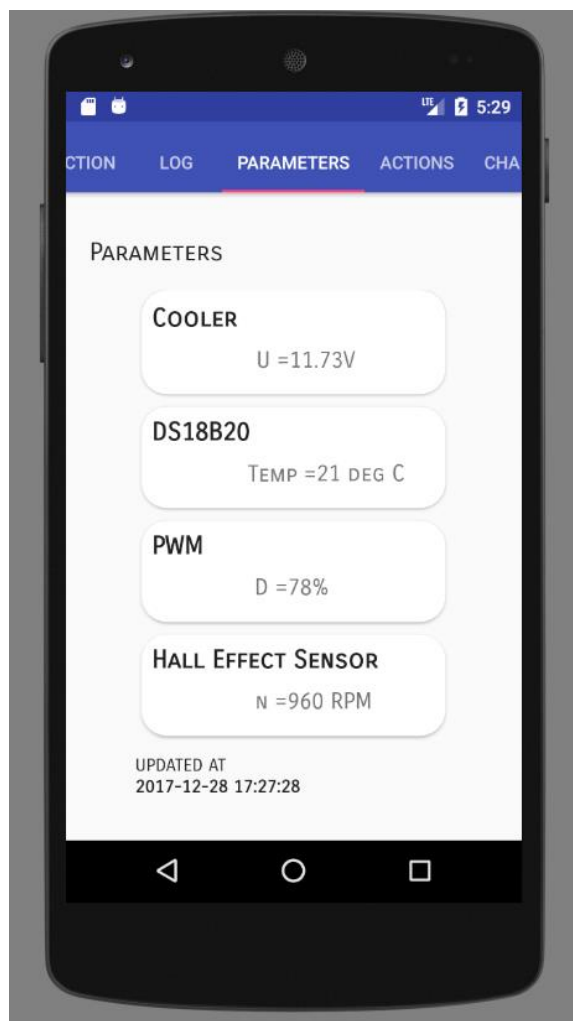 LTE 5:29
CTION LOG PARAMETERS ACTIONS CHA
Parameters
Cooler
U =11.73V
DS18B20
Temp =21 deg C
PWM
D =78%
Hall Effect Sensor
n =960 RPM
UPDATED AT
2017-12-28 17:27:28